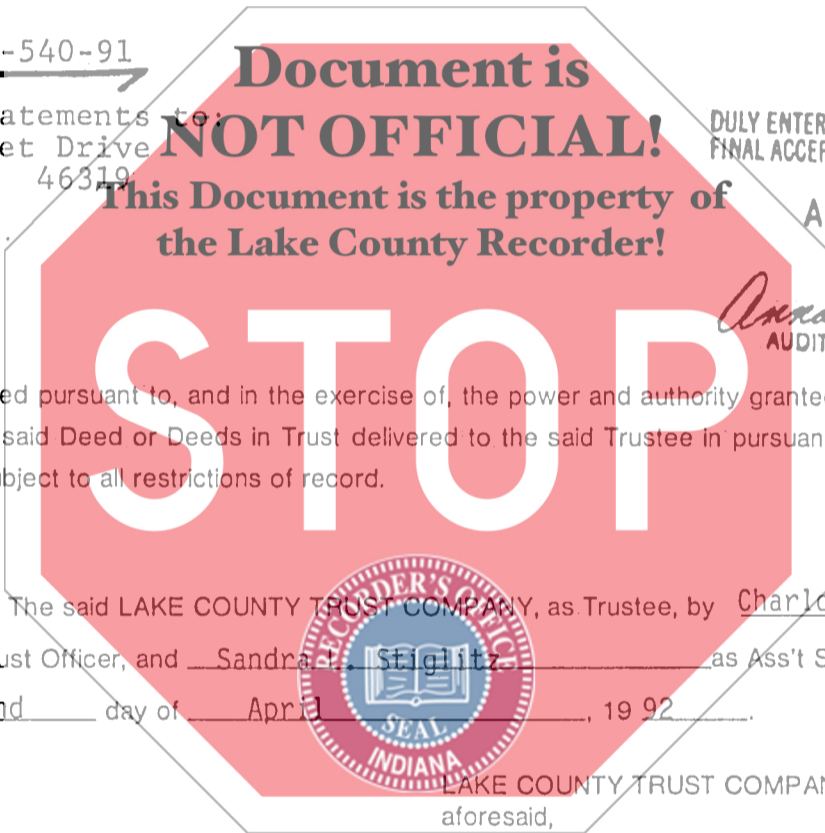 -540-91
Document is
atements to:
NOT OFFICIAL!
DULY ENTER
et Drive
FINAL ACCEP
46319
This Document is the property of
A
the Lake County Recorder!
STOP
Anna
AUDIT
ed pursuant to, and in the exercise of, the power and authority grante
said Deed or Deeds in Trust delivered to the said Trustee in pursuan
bject to all restrictions of record.
The said LAKE COUNTY TRUST COMPANY, as Trustee, by Charlo
ust Officer, and Sandra L. Stiglitz as Ass't S
nd day of April, 19 92.
RECORDER'S OFFICE
SEAL
INDIANA
LAKE COUNTY TRUST COMPAN
aforesaid,